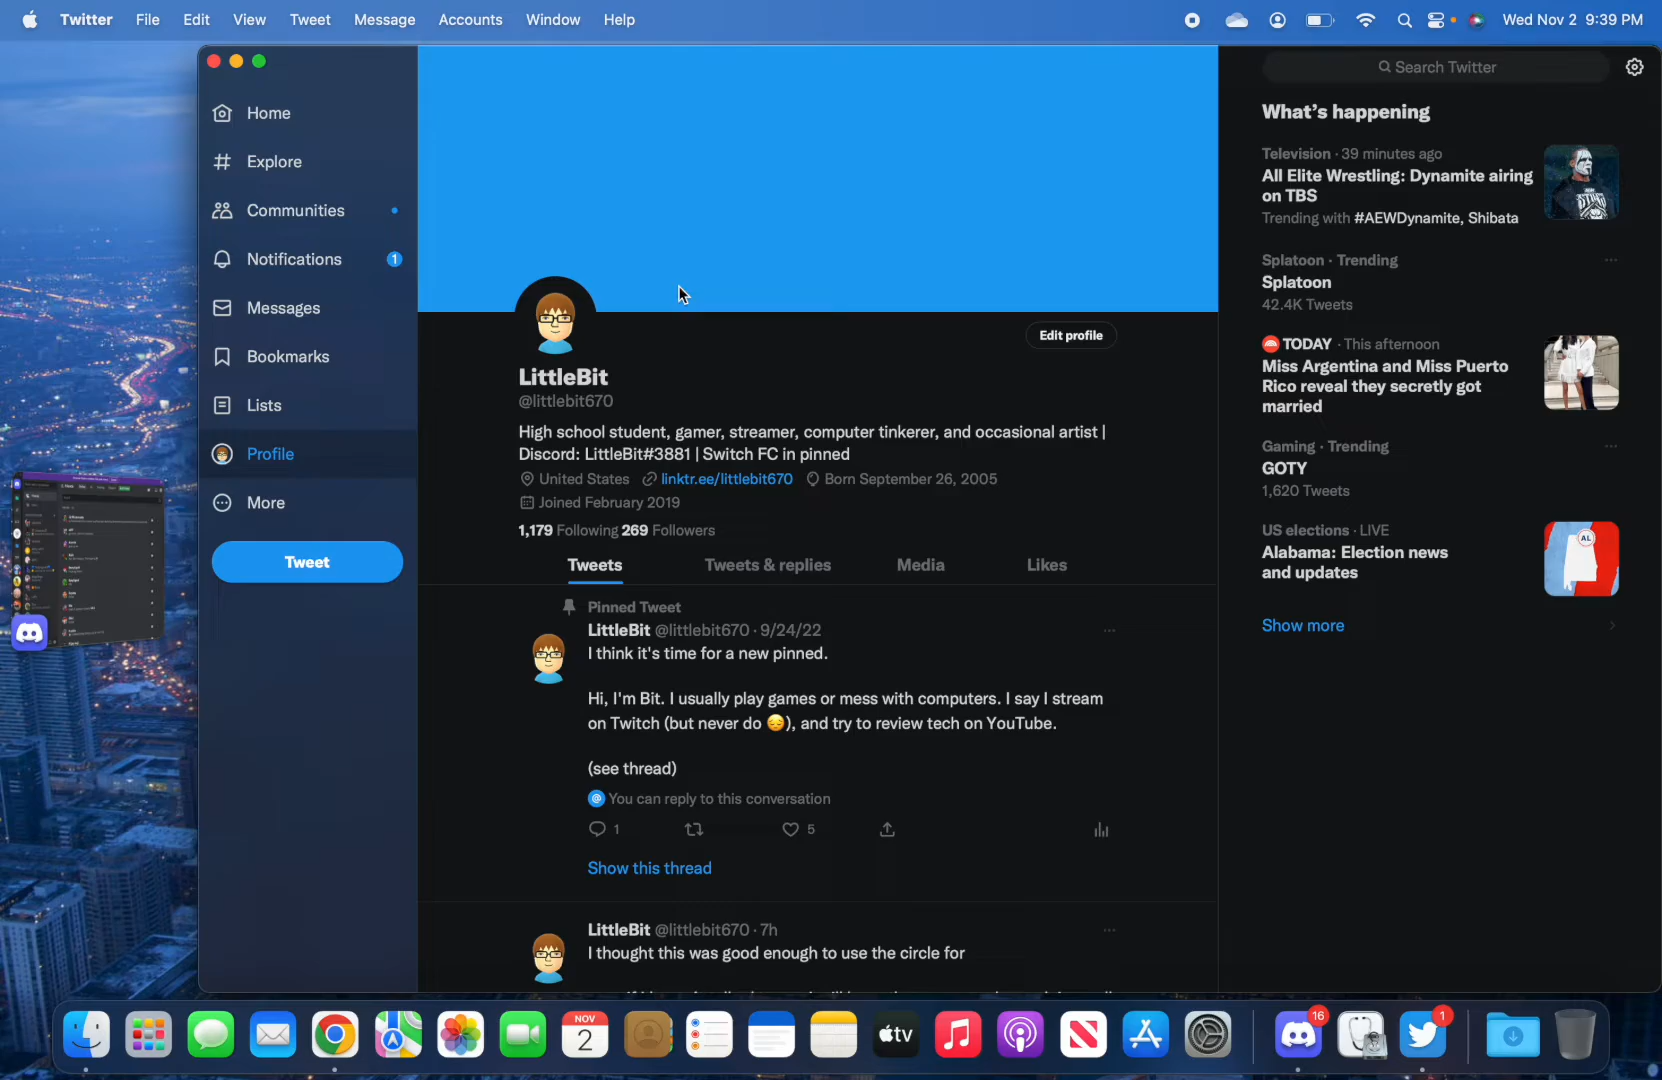 Twitter File Edit View Tweet Message Accounts Window Help
Wed Nov 2 9:39 PM
Home
Explore
Communities
Notifications 1
Messages
Bookmarks
Lists
Profile
More
Tweet
Edit profile
LittleBit
@littlebit670
High school student, gamer, streamer, computer tinkerer, and occasional artist |
Discord: LittleBit#3881 | Switch FC in pinned
United States linktr.ee/littlebit670 Born September 26, 2005
Joined February 2019
1,179 Following 269 Followers
Tweets Tweets & replies Media Likes
Pinned Tweet
LittleBit @littlebit670 · 9/24/22
I think it's time for a new pinned.
Hi, I'm Bit. I usually play games or mess with computers. I say I stream
on Twitch (but never do 😔), and try to review tech on YouTube.
(see thread)
@ You can reply to this conversation
1 5
Show this thread
LittleBit @littlebit670 · 7h
I thought this was good enough to use the circle for
Search Twitter
What's happening
Television · 39 minutes ago
All Elite Wrestling: Dynamite airing
on TBS
Trending with #AEWDynamite, Shibata
Splatoon · Trending
Splatoon
42.4K Tweets
TODAY · This afternoon
Miss Argentina and Miss Puerto
Rico reveal they secretly got
married
Gaming · Trending
GOTY
1,620 Tweets
US elections · LIVE
Alabama: Election news
and updates
AL
Show more
NOV
2
tv
16
1